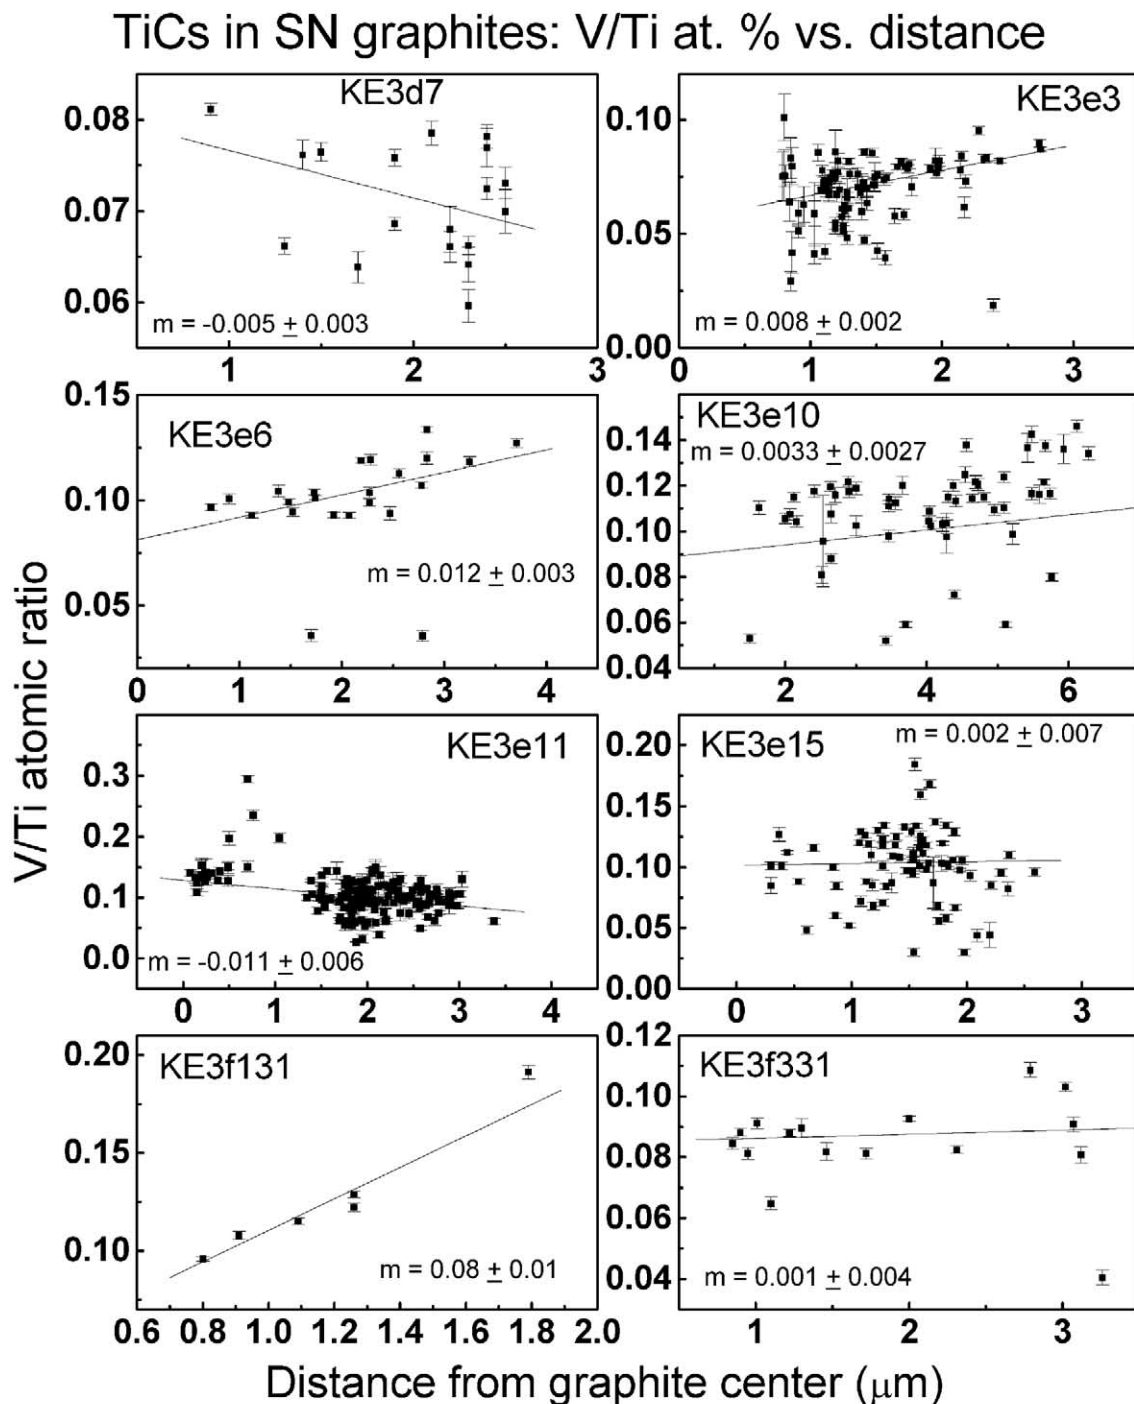 TiCs in SN graphites: V/Ti at. % vs. distance
KE3d7
0.08
0.07
0.06
m = -0.005 ± 0.003
1 2 3
KE3e3
0.10
0.05
0.00
m = 0.008 ± 0.002
0 1 2 3
KE3e6
0.15
0.10
0.05
m = 0.012 ± 0.003
0 1 2 3 4
KE3e10
m = 0.0033 ± 0.0027
0.14
0.12
0.10
0.08
0.06
0.04
2 4 6
V/Ti atomic ratio
KE3e11
0.3
0.2
0.1
0.0
m = -0.011 ± 0.006
0 1 2 3 4
m = 0.002 ± 0.007
KE3e15
0.20
0.15
0.10
0.05
0.00
0 1 2 3
KE3f131
0.20
0.15
0.10
m = 0.08 ± 0.01
0.6 0.8 1.0 1.2 1.4 1.6 1.8 2.0
KE3f331
0.12
0.10
0.08
0.06
0.04
m = 0.001 ± 0.004
1 2 3
Distance from graphite center (μm)